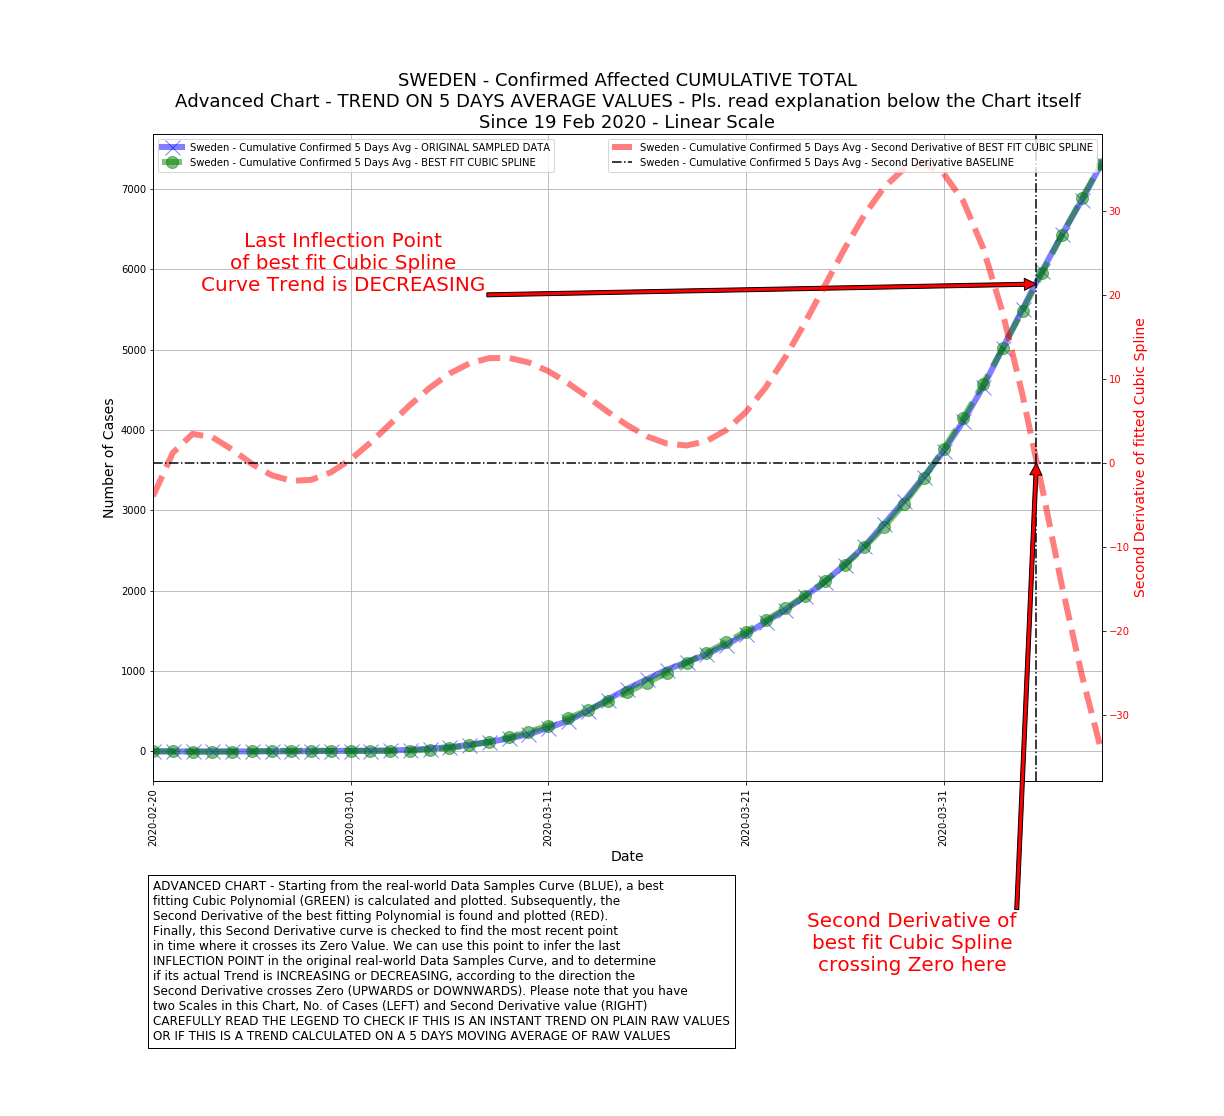 SWEDEN - Confirmed Affected CUMULATIVE TOTAL
Advanced Chart - TREND ON 5 DAYS AVERAGE VALUES - Pls. read explanation below the Chart itself
Since 19 Feb 2020 - Linear Scale
Sweden - Cumulative Confirmed 5 Days Avg - ORIGINAL SAMPLED DATA
Sweden - Cumulative Confirmed 5 Days Avg - BEST FIT CUBIC SPLINE
Sweden - Cumulative Confirmed 5 Days Avg - Second Derivative of BEST FIT CUBIC SPLINE
Sweden - Cumulative Confirmed 5 Days Avg - Second Derivative BASELINE
Last Inflection Point
of best fit Cubic Spline
Curve Trend is DECREASING
Number of Cases
7000
6000
5000
4000
3000
2000
1000
0
30
20
10
0
−10
−20
−30
Second Derivative of fitted Cubic Spline
2020-02-20
2020-03-01
2020-03-11
2020-03-21
2020-03-31
Date
ADVANCED CHART - Starting from the real-world Data Samples Curve (BLUE), a best
fitting Cubic Polynomial (GREEN) is calculated and plotted. Subsequently, the
Second Derivative of the best fitting Polynomial is found and plotted (RED).
Finally, this Second Derivative curve is checked to find the most recent point
in time where it crosses its Zero Value. We can use this point to infer the last
INFLECTION POINT in the original real-world Data Samples Curve, and to determine
if its actual Trend is INCREASING or DECREASING, according to the direction the
Second Derivative crosses Zero (UPWARDS or DOWNWARDS). Please note that you have
two Scales in this Chart, No. of Cases (LEFT) and Second Derivative value (RIGHT)
CAREFULLY READ THE LEGEND TO CHECK IF THIS IS AN INSTANT TREND ON PLAIN RAW VALUES
OR IF THIS IS A TREND CALCULATED ON A 5 DAYS MOVING AVERAGE OF RAW VALUES
Second Derivative of
best fit Cubic Spline
crossing Zero here